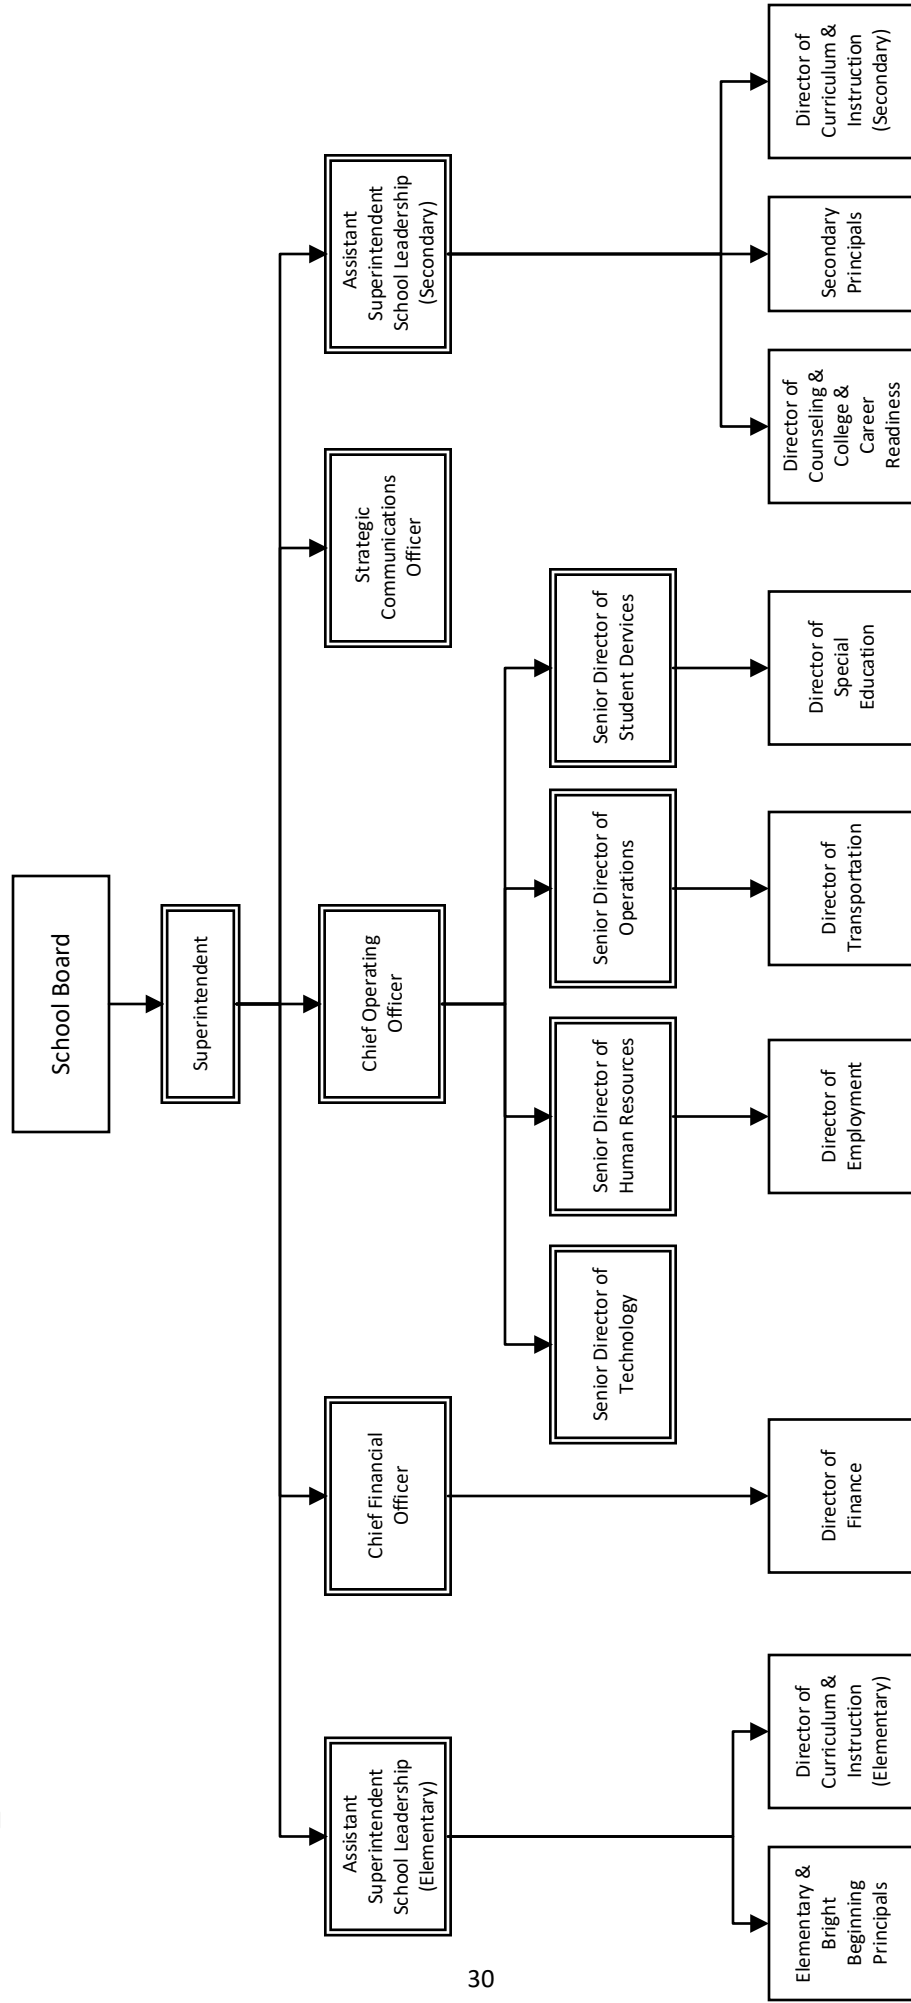 School Board
Superintendent
Assistant
Superintendent
School Leadership
(Elementary)
Chief Financial
Officer
Chief Operating
Officer
Strategic
Communications
Officer
Assistant
Superintendent
School Leadership
(Secondary)
Senior Director of
Technology
Senior Director of
Human Resources
Senior Director of
Operations
Senior Director of
Student Dervices
Elementary &
Bright
Beginning
Principals
Director of
Curriculum &
Instruction
(Elementary)
Director of
Finance
Director of
Employment
Director of
Transportation
Director of
Special
Education
Director of
Counseling &
College &
Career
Readiness
Secondary
Principals
Director of
Curriculum &
Instruction
(Secondary)
30